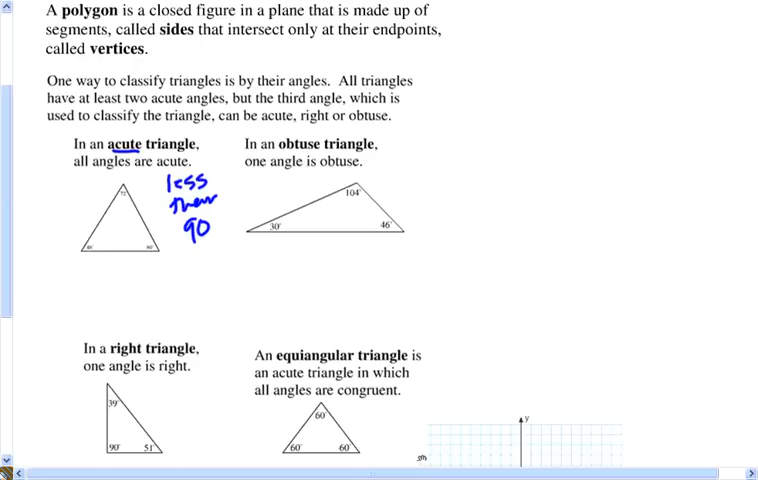 A polygon is a closed figure in a plane that is made up of
segments, called sides that intersect only at their endpoints,
called vertices.
One way to classify triangles is by their angles. All triangles
have at least two acute angles, but the third angle, which is
used to classify the triangle, can be acute, right or obtuse.
In an acute triangle,
all angles are acute.
less
than
90
72°
In an obtuse triangle,
one angle is obtuse.
104°
30°
46°
In a right triangle,
one angle is right.
39°
90°
51°
An equiangular triangle is
an acute triangle in which
all angles are congruent.
60°
60°
60°
y